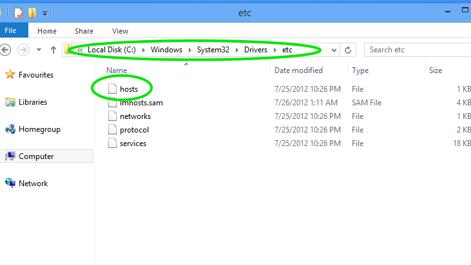 etc
File Home Share View
« Local Disk (C:) › Windows › System32 › Drivers › etc
Search etc
Name Date modified Type Size
Favourites
hosts 7/25/2012 10:26 PM File 1 KB
lmhosts.sam 7/26/2012 1:11 AM SAM File 4 KB
Libraries
networks 7/25/2012 10:26 PM File 1 KB
Homegroup
protocol 7/25/2012 10:26 PM File 2 KB
services 7/25/2012 10:26 PM File 18 KB
Computer
Network